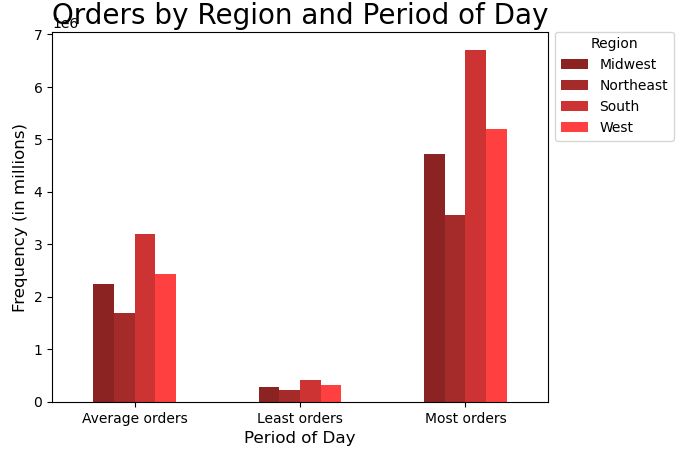 Orders by Region and Period of Day
1e6
7
6
5
4
3
2
1
0
Frequency (in millions)
Average orders
Least orders
Most orders
Period of Day
Region
Midwest
Northeast
South
West